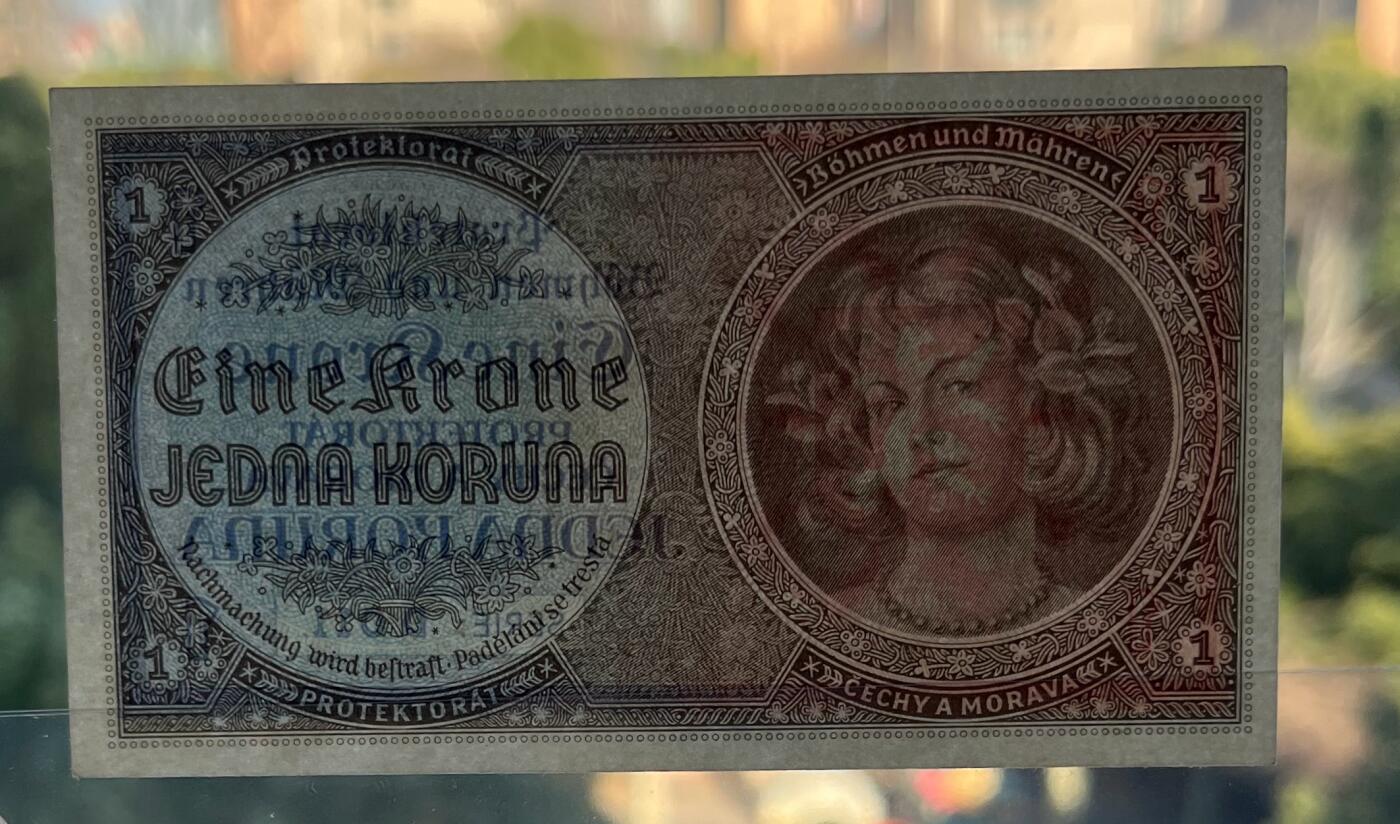 Protektorat
Böhmen und Mähren
1
1
Eine Krone
JEDNA KORUNA
Nachmachung wird bestraft · Padělání se trestá
1
1
PROTEKTORÁT
ČECHY A MORAVA